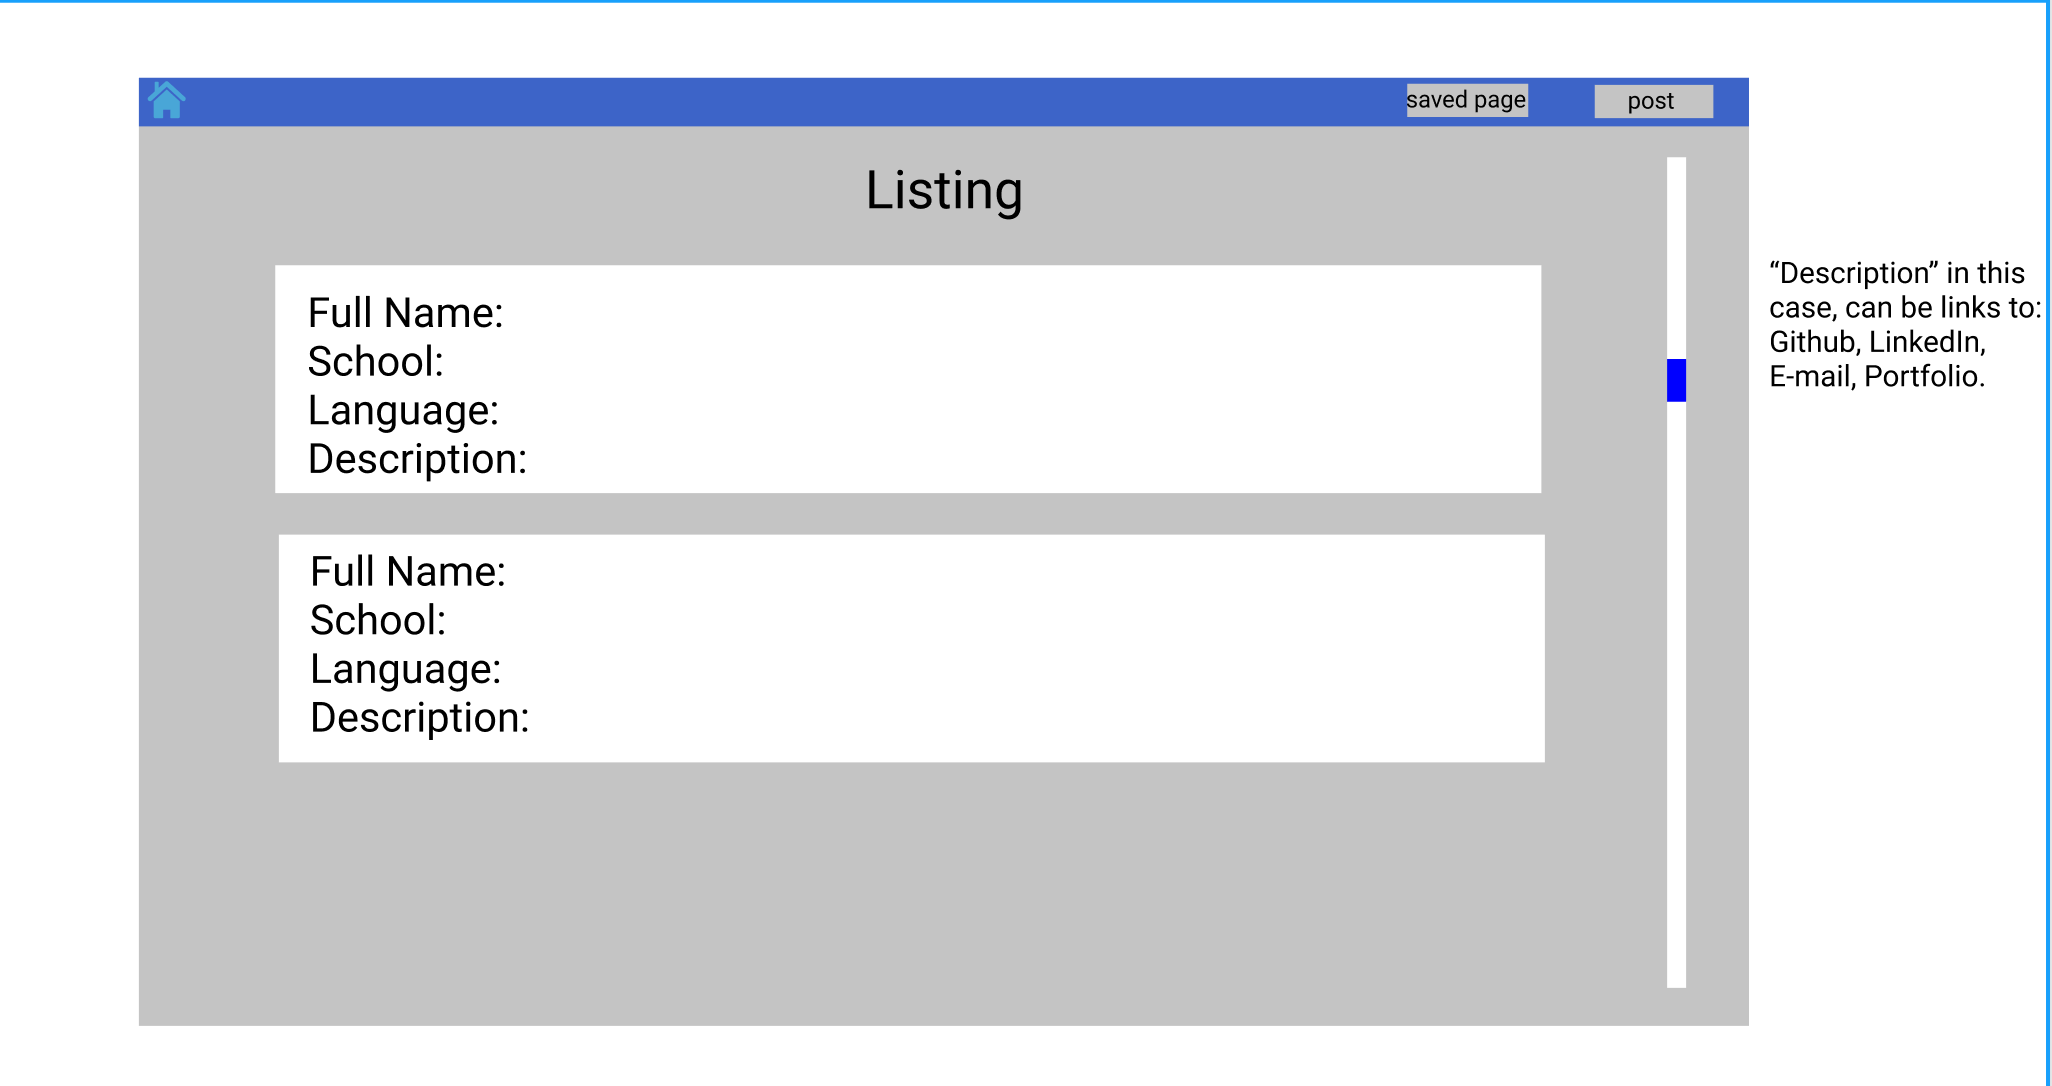 saved page
post
Listing
Full Name:
School:
Language:
Description:
“Description” in this
case, can be links to:
Github, LinkedIn,
E-mail, Portfolio.
Full Name:
School:
Language:
Description: